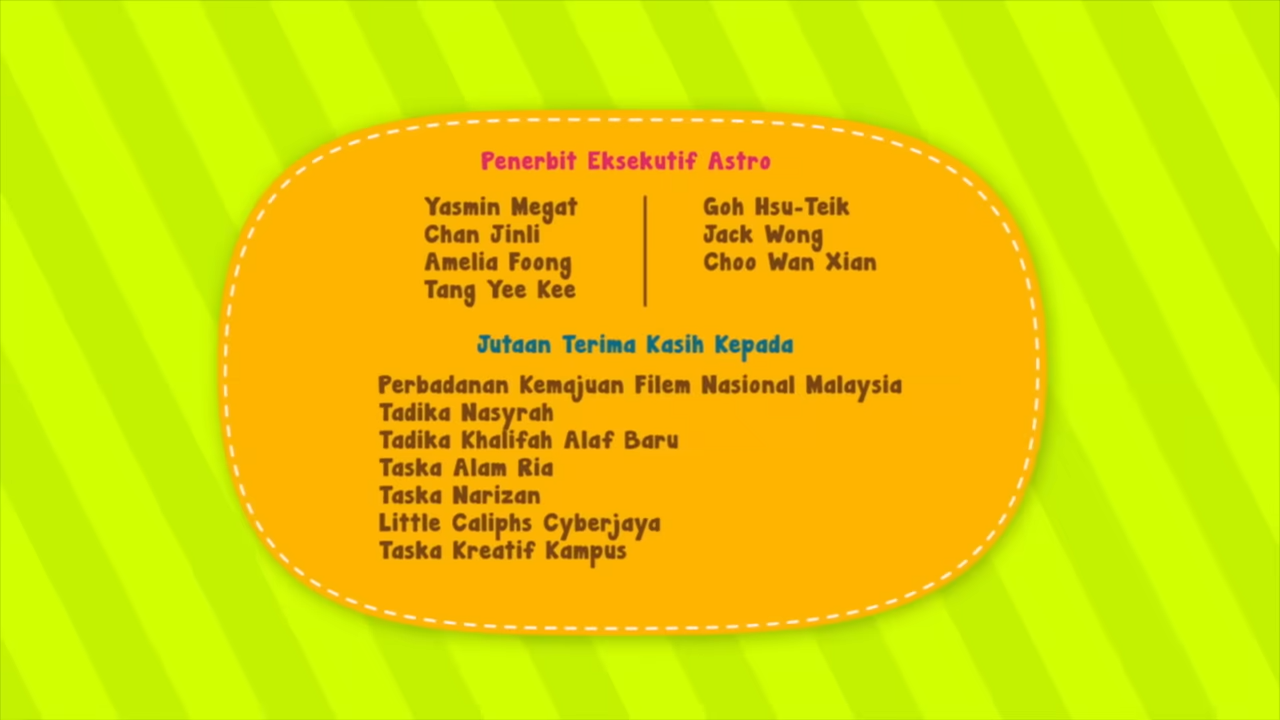 Penerbit Eksekutif Astro
Yasmin Megat
Chan Jinli
Amelia Foong
Tang Yee Kee
Goh Hsu-Teik
Jack Wong
Choo Wan Xian
Jutaan Terima Kasih Kepada
Perbadanan Kemajuan Filem Nasional Malaysia
Tadika Nasyrah
Tadika Khalifah Alaf Baru
Taska Alam Ria
Taska Narizan
Little Caliphs Cyberjaya
Taska Kreatif Kampus